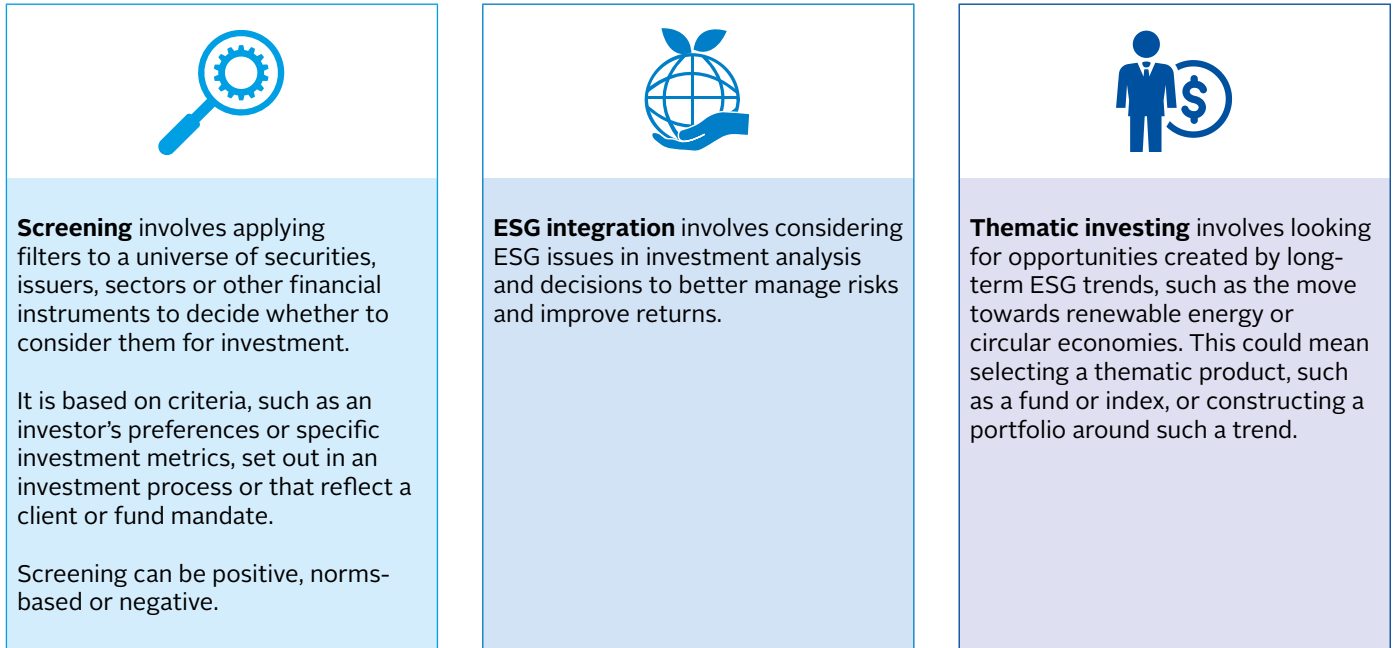 $
Screening involves applying
filters to a universe of securities,
issuers, sectors or other financial
instruments to decide whether to
consider them for investment.
It is based on criteria, such as an
investor's preferences or specific
investment metrics, set out in an
investment process or that reflect a
client or fund mandate.
Screening can be positive, norms-
based or negative.
ESG integration involves considering
ESG issues in investment analysis
and decisions to better manage risks
and improve returns.
Thematic investing involves looking
for opportunities created by long-
term ESG trends, such as the move
towards renewable energy or
circular economies. This could mean
selecting a thematic product, such
as a fund or index, or constructing a
portfolio around such a trend.